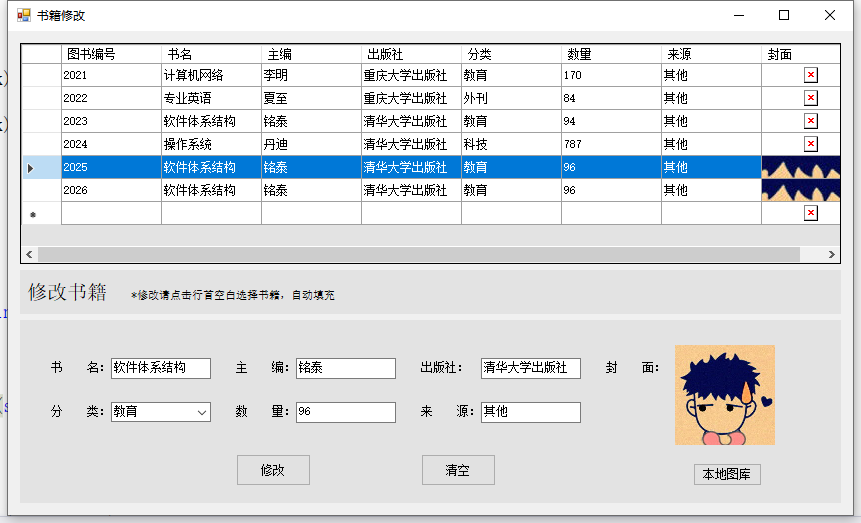 书籍修改
图书编号 书名 主编 出版社 分类 数量 来源 封面
2021 计算机网络 李明 重庆大学出版社 教育 170 其他
2022 专业英语 夏至 重庆大学出版社 外刊 84 其他
2023 软件体系结构 铭泰 清华大学出版社 教育 94 其他
2024 操作系统 丹迪 清华大学出版社 科技 787 其他
2025 软件体系结构 铭泰 清华大学出版社 教育 96 其他
2026 软件体系结构 铭泰 清华大学出版社 教育 96 其他
修改书籍 *修改请点击行首空白选择书籍，自动填充
书 名： 软件体系结构 主 编： 铭泰 出版社： 清华大学出版社 封 面：
分 类： 教育 数 量： 96 来 源： 其他
修改 清空 本地图库